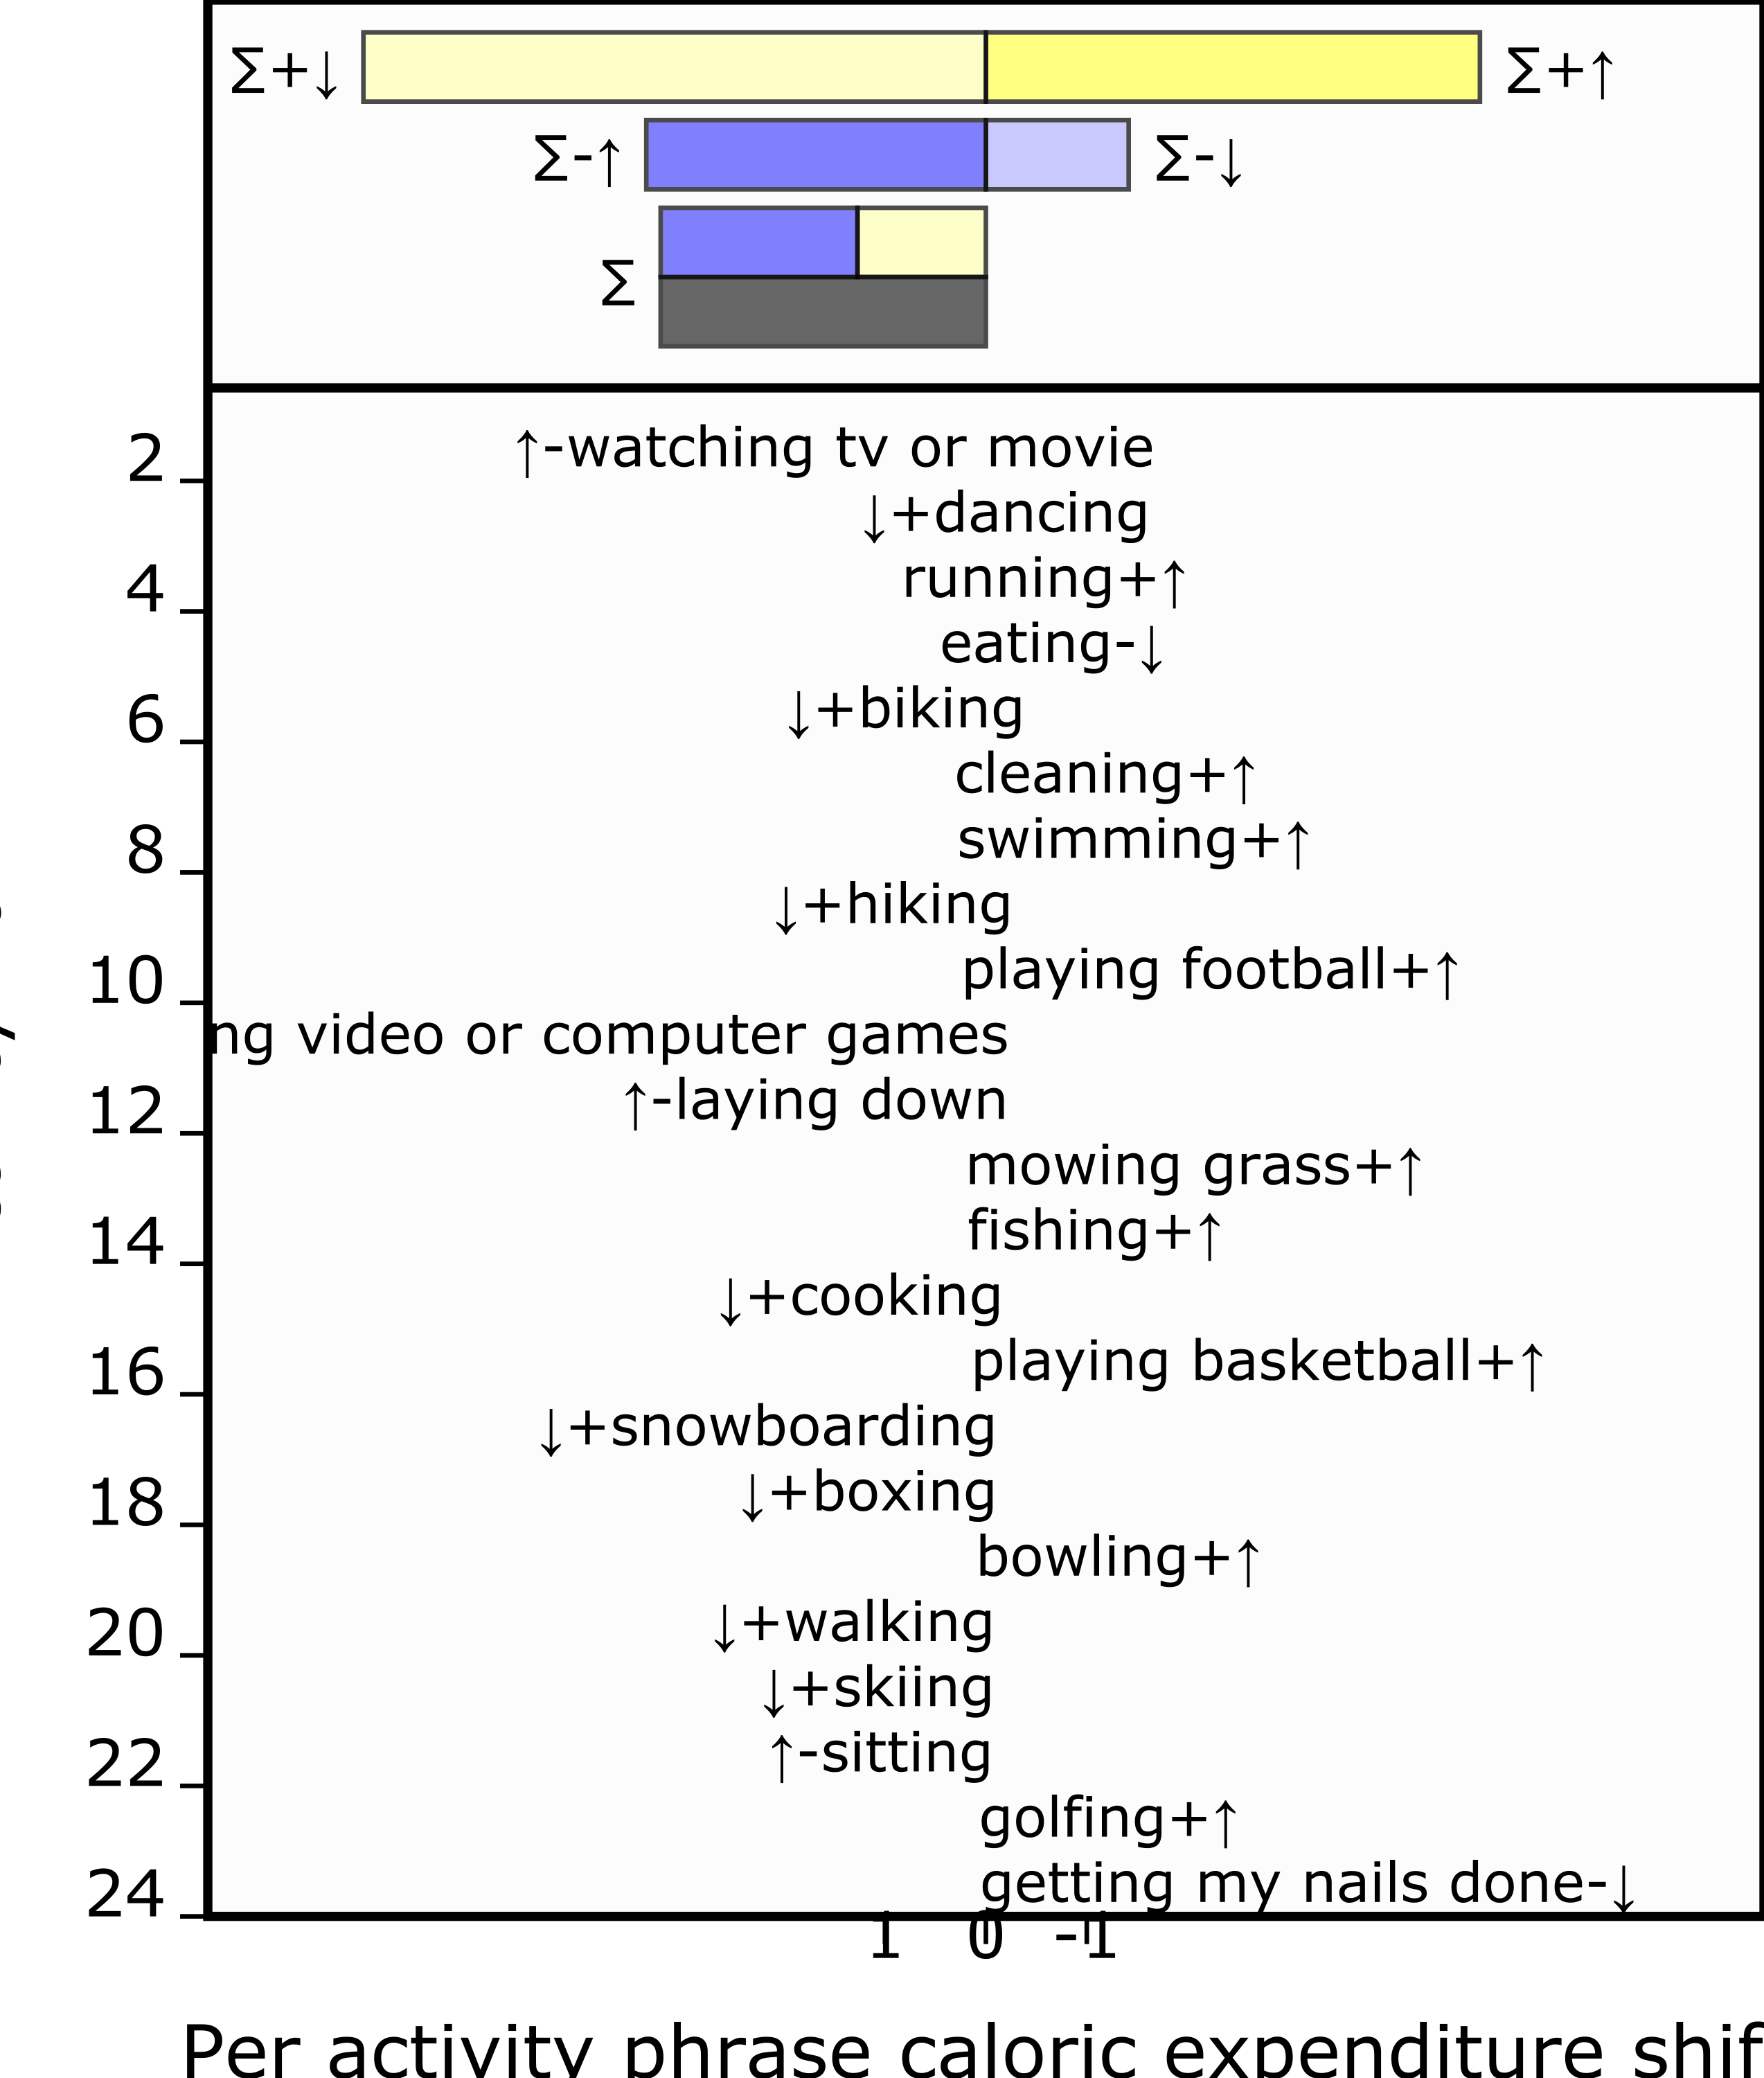 ∑+↓ ∑+↑
∑-↑ ∑-↓
∑
2 ↑-watching tv or movie
↓+dancing
4 running+↑
eating-↓
6 ↓+biking
cleaning+↑
8 swimming+↑
↓+hiking
10 playing football+↑
ng video or computer games
12 ↑-laying down
mowing grass+↑
14 fishing+↑
↓+cooking
16 playing basketball+↑
↓+snowboarding
18 ↓+boxing
bowling+↑
20 ↓+walking
↓+skiing
22 ↑-sitting
golfing+↑
24 getting my nails done-↓
1 0 -1
Per activity phrase caloric expenditure shif